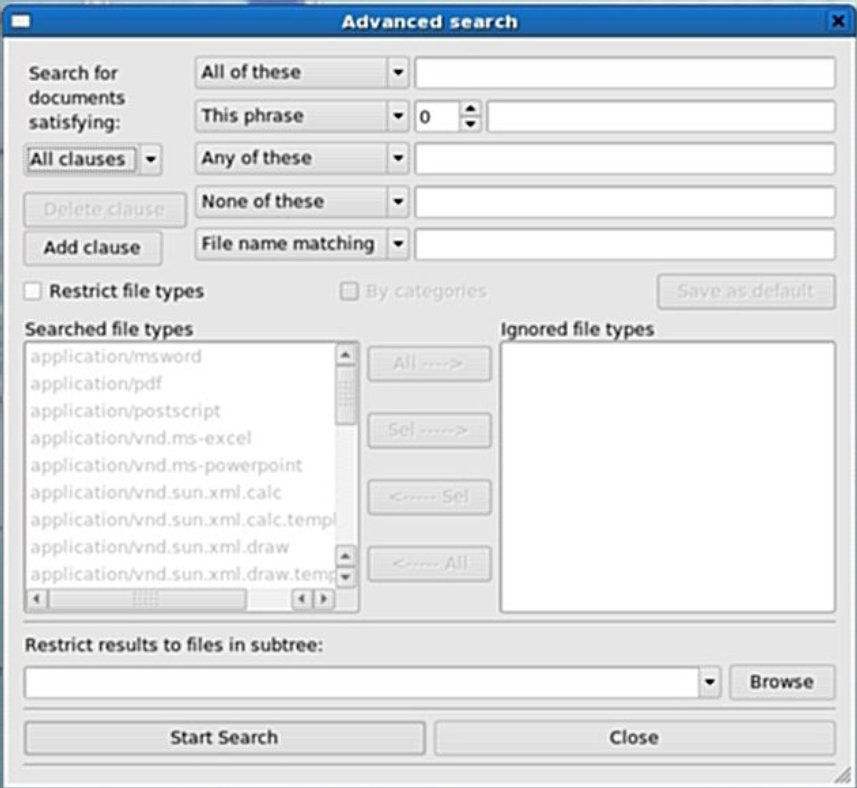 Advanced search
Search for
documents
satisfying:
All clauses
Delete clause
Add clause
All of these
This phrase
0
Any of these
None of these
File name matching
Restrict file types
By categories
Save as default
Searched file types
application/msword
application/pdf
application/postscript
application/vnd.ms-excel
application/vnd.ms-powerpoint
application/vnd.sun.xml.calc
application/vnd.sun.xml.calc.templ
application/vnd.sun.xml.draw
application/vnd.sun.xml.draw.temp
All ---->
Sel ----->
<----- Sel
<----- All
Ignored file types
Restrict results to files in subtree:
Browse
Start Search
Close